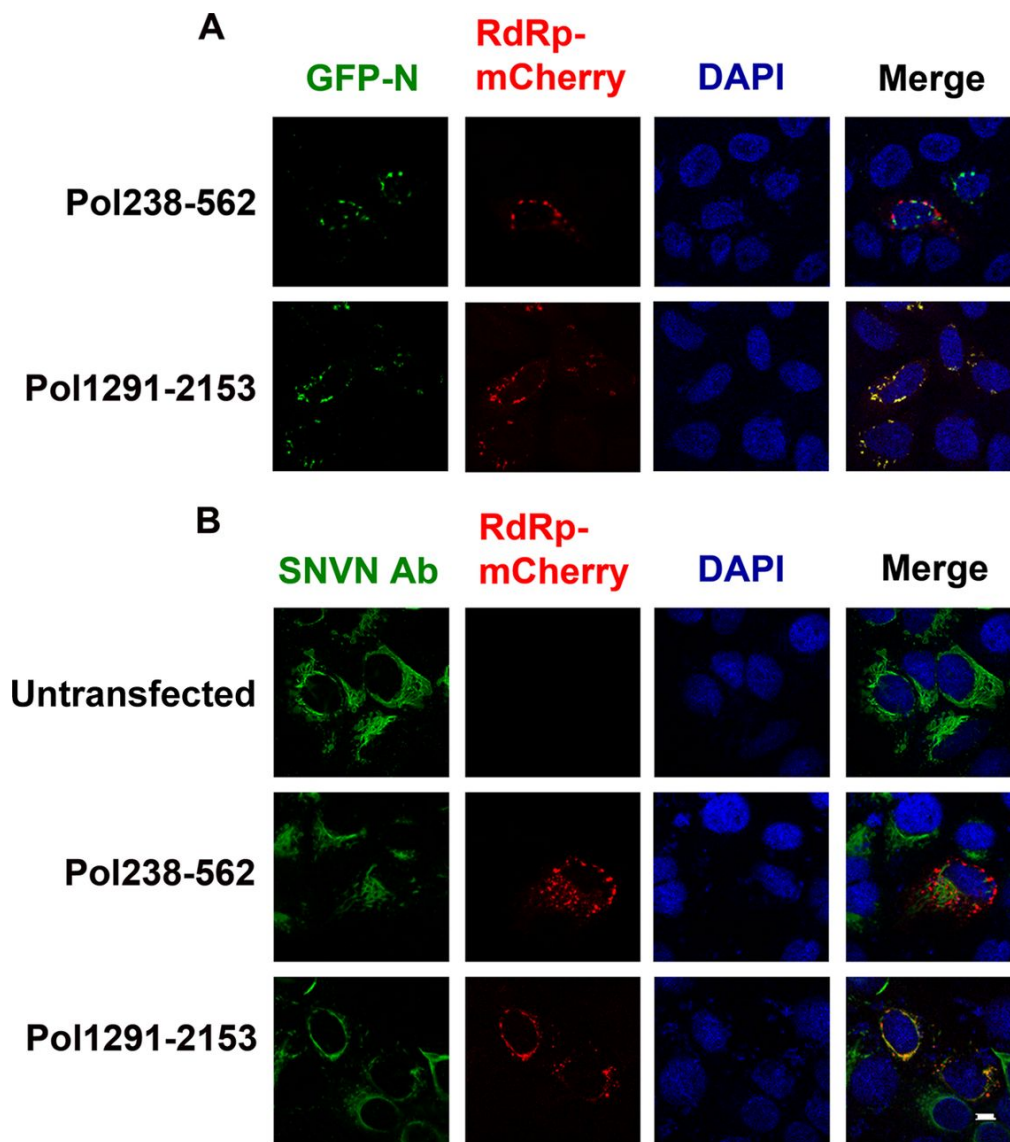 A
GFP-N
RdRp-
mCherry
DAPI
Merge
Pol238-562
Pol1291-2153
B
SNVN Ab
RdRp-
mCherry
DAPI
Merge
Untransfected
Pol238-562
Pol1291-2153